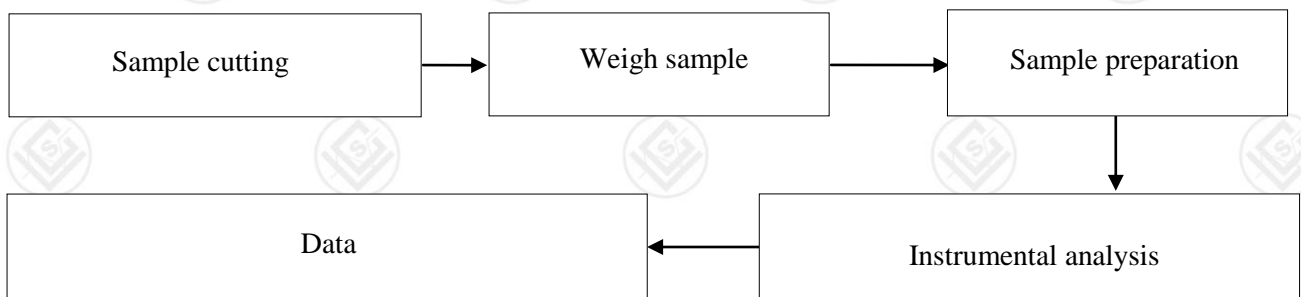 Sample cutting
Weigh sample
Sample preparation
Instrumental analysis
Data